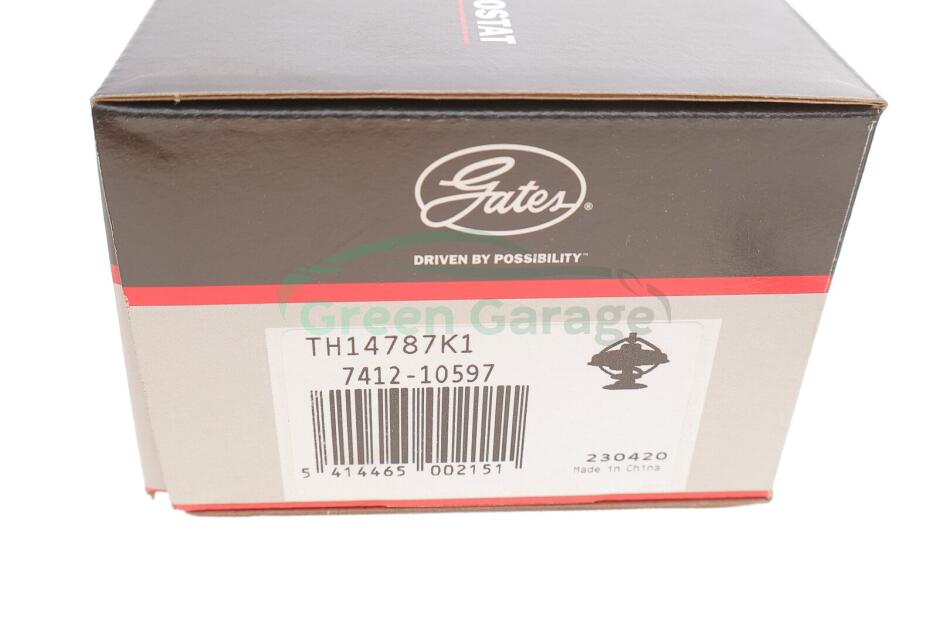 OSTAT
Gates®
DRIVEN BY POSSIBILITY™
Green Garage
TH14787K1
7412-10597
5 414465 002151
230420
Made in China